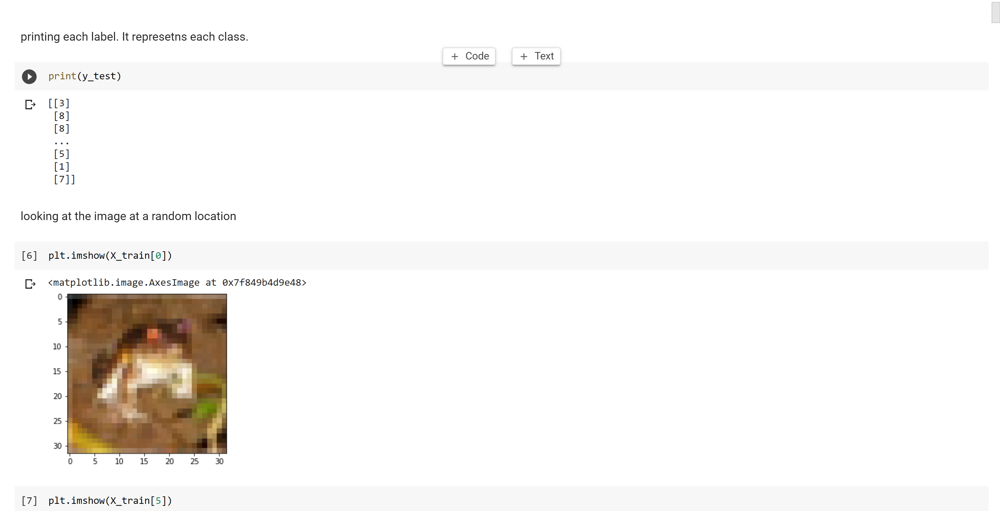 printing each label. It represetns each class.
+ Code + Text
print(y_test)
[[3]
[8]
[8]
...
[5]
[1]
[7]]
looking at the image at a random location
[6] plt.imshow(X_train[0])
<matplotlib.image.AxesImage at 0x7f849b4d9e48>
0
5
10
15
20
25
30
0 5 10 15 20 25 30
[7] plt.imshow(X_train[5])